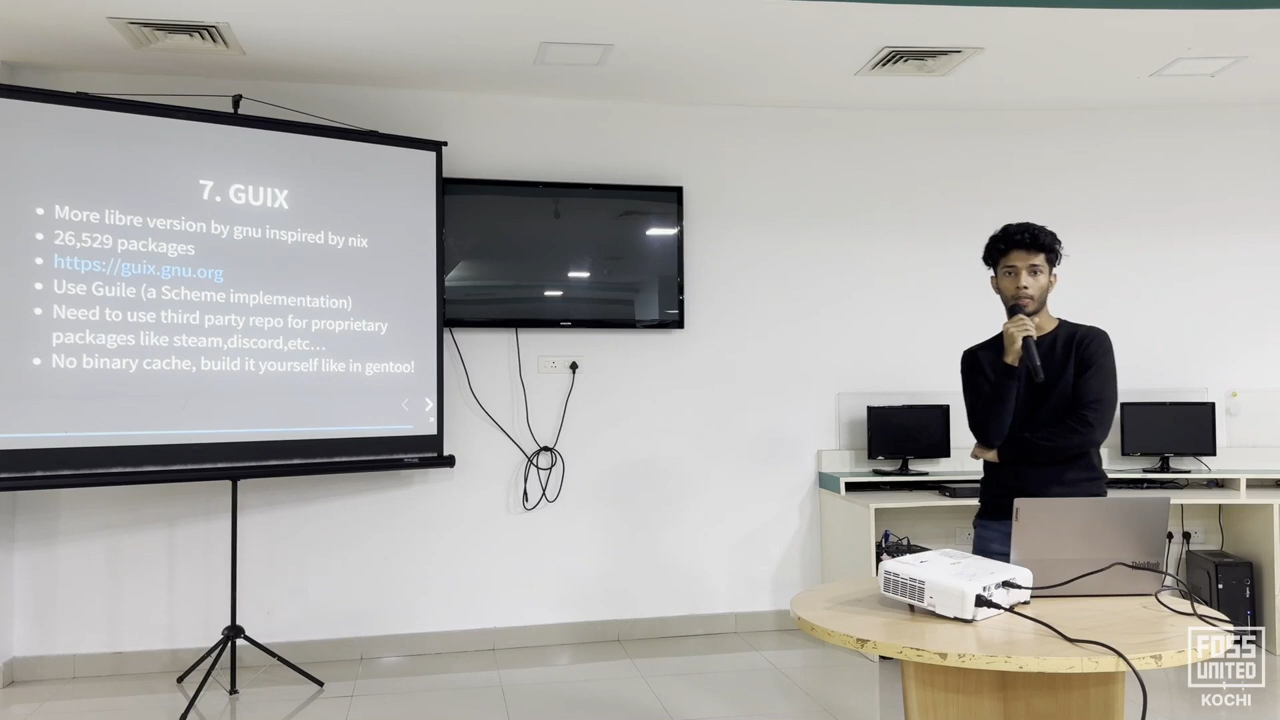 7. GUIX
• More libre version by gnu inspired by nix
• 26,529 packages
• https://guix.gnu.org
• Use Guile (a Scheme implementation)
• Need to use third party repo for proprietary
packages like steam,discord,etc...
• No binary cache, build it yourself like in gentoo!
ThinkBook
FOSS
UNITED
KOCHI